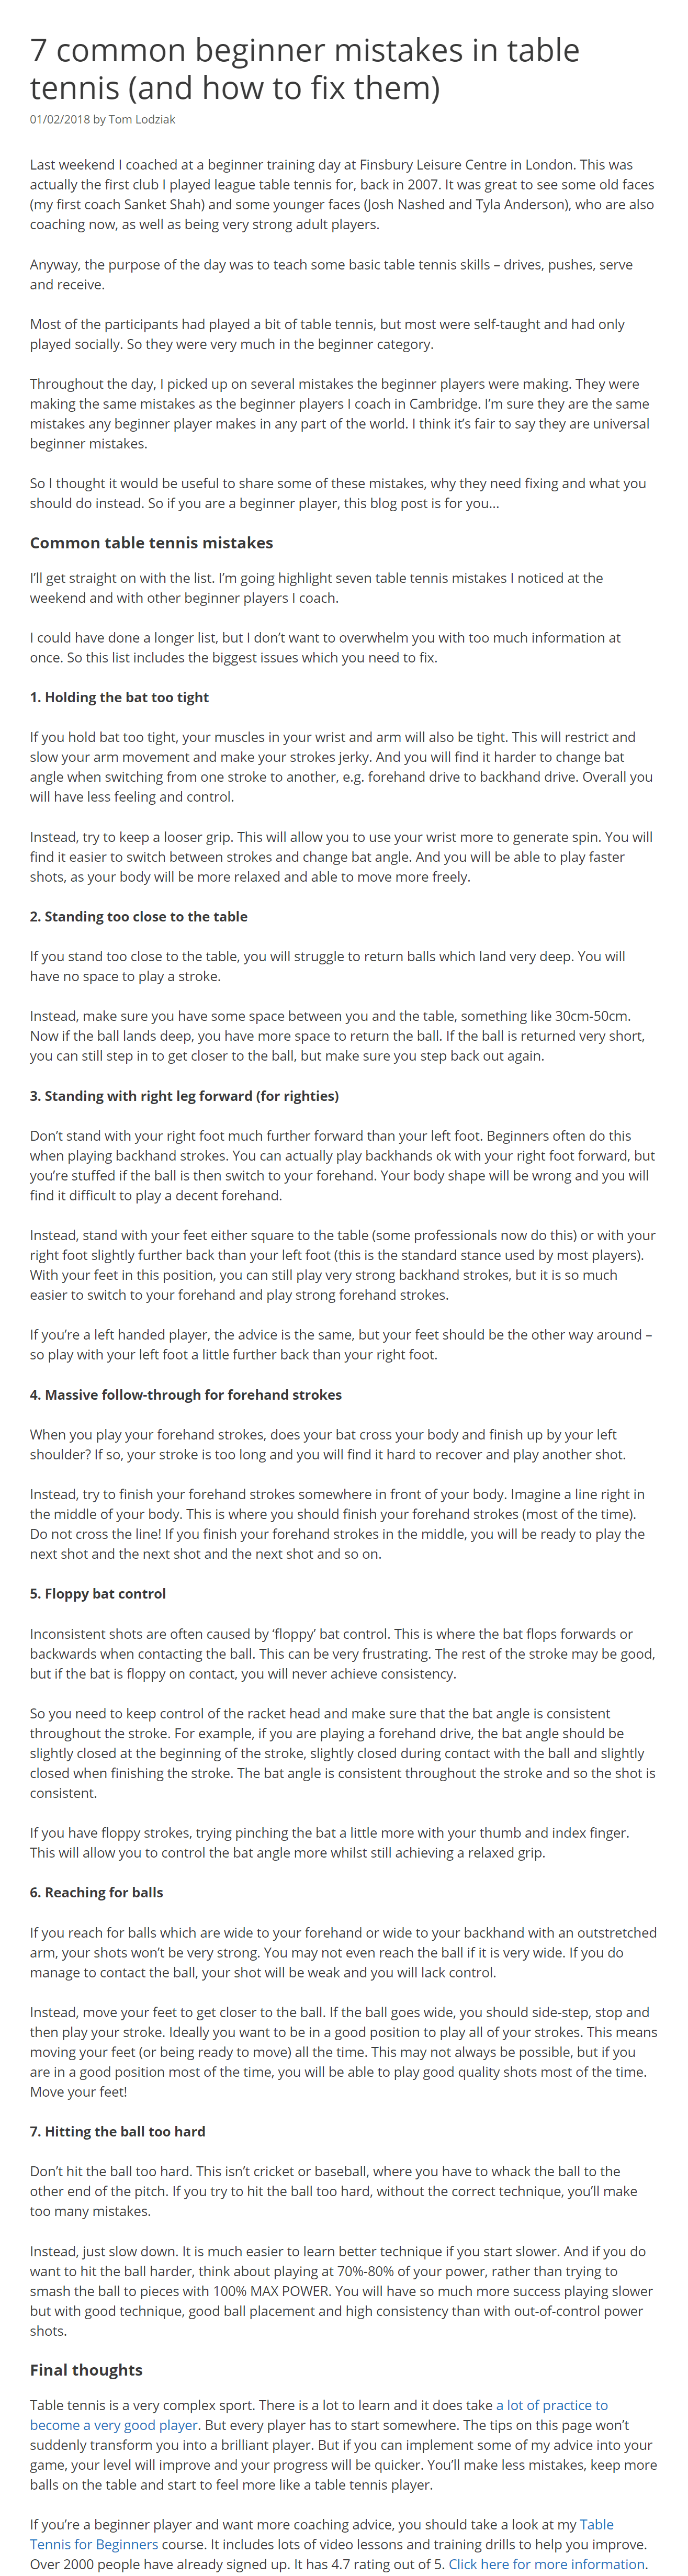 7 common beginner mistakes in table
tennis (and how to fix them)
01/02/2018 by Tom Lodziak
Last weekend I coached at a beginner training day at Finsbury Leisure Centre in London. This was
actually the first club I played league table tennis for, back in 2007. It was great to see some old faces
(my first coach Sanket Shah) and some younger faces (Josh Nashed and Tyla Anderson), who are also
coaching now, as well as being very strong adult players.
Anyway, the purpose of the day was to teach some basic table tennis skills – drives, pushes, serve
and receive.
Most of the participants had played a bit of table tennis, but most were self-taught and had only
played socially. So they were very much in the beginner category.
Throughout the day, I picked up on several mistakes the beginner players were making. They were
making the same mistakes as the beginner players I coach in Cambridge. I'm sure they are the same
mistakes any beginner player makes in any part of the world. I think it's fair to say they are universal
beginner mistakes.
So I thought it would be useful to share some of these mistakes, why they need fixing and what you
should do instead. So if you are a beginner player, this blog post is for you…
Common table tennis mistakes
I'll get straight on with the list. I'm going highlight seven table tennis mistakes I noticed at the
weekend and with other beginner players I coach.
I could have done a longer list, but I don't want to overwhelm you with too much information at
once. So this list includes the biggest issues which you need to fix.
1. Holding the bat too tight
If you hold bat too tight, your muscles in your wrist and arm will also be tight. This will restrict and
slow your arm movement and make your strokes jerky. And you will find it harder to change bat
angle when switching from one stroke to another, e.g. forehand drive to backhand drive. Overall you
will have less feeling and control.
Instead, try to keep a looser grip. This will allow you to use your wrist more to generate spin. You will
find it easier to switch between strokes and change bat angle. And you will be able to play faster
shots, as your body will be more relaxed and able to move more freely.
2. Standing too close to the table
If you stand too close to the table, you will struggle to return balls which land very deep. You will
have no space to play a stroke.
Instead, make sure you have some space between you and the table, something like 30cm-50cm.
Now if the ball lands deep, you have more space to return the ball. If the ball is returned very short,
you can still step in to get closer to the ball, but make sure you step back out again.
3. Standing with right leg forward (for righties)
Don't stand with your right foot much further forward than your left foot. Beginners often do this
when playing backhand strokes. You can actually play backhands ok with your right foot forward, but
you're stuffed if the ball is then switch to your forehand. Your body shape will be wrong and you will
find it difficult to play a decent forehand.
Instead, stand with your feet either square to the table (some professionals now do this) or with your
right foot slightly further back than your left foot (this is the standard stance used by most players).
With your feet in this position, you can still play very strong backhand strokes, but it is so much
easier to switch to your forehand and play strong forehand strokes.
If you're a left handed player, the advice is the same, but your feet should be the other way around –
so play with your left foot a little further back than your right foot.
4. Massive follow-through for forehand strokes
When you play your forehand strokes, does your bat cross your body and finish up by your left
shoulder? If so, your stroke is too long and you will find it hard to recover and play another shot.
Instead, try to finish your forehand strokes somewhere in front of your body. Imagine a line right in
the middle of your body. This is where you should finish your forehand strokes (most of the time).
Do not cross the line! If you finish your forehand strokes in the middle, you will be ready to play the
next shot and the next shot and the next shot and so on.
5. Floppy bat control
Inconsistent shots are often caused by 'floppy' bat control. This is where the bat flops forwards or
backwards when contacting the ball. This can be very frustrating. The rest of the stroke may be good,
but if the bat is floppy on contact, you will never achieve consistency.
So you need to keep control of the racket head and make sure that the bat angle is consistent
throughout the stroke. For example, if you are playing a forehand drive, the bat angle should be
slightly closed at the beginning of the stroke, slightly closed during contact with the ball and slightly
closed when finishing the stroke. The bat angle is consistent throughout the stroke and so the shot is
consistent.
If you have floppy strokes, trying pinching the bat a little more with your thumb and index finger.
This will allow you to control the bat angle more whilst still achieving a relaxed grip.
6. Reaching for balls
If you reach for balls which are wide to your forehand or wide to your backhand with an outstretched
arm, your shots won't be very strong. You may not even reach the ball if it is very wide. If you do
manage to contact the ball, your shot will be weak and you will lack control.
Instead, move your feet to get closer to the ball. If the ball goes wide, you should side-step, stop and
then play your stroke. Ideally you want to be in a good position to play all of your strokes. This means
moving your feet (or being ready to move) all the time. This may not always be possible, but if you
are in a good position most of the time, you will be able to play good quality shots most of the time.
Move your feet!
7. Hitting the ball too hard
Don't hit the ball too hard. This isn't cricket or baseball, where you have to whack the ball to the
other end of the pitch. If you try to hit the ball too hard, without the correct technique, you'll make
too many mistakes.
Instead, just slow down. It is much easier to learn better technique if you start slower. And if you do
want to hit the ball harder, think about playing at 70%-80% of your power, rather than trying to
smash the ball to pieces with 100% MAX POWER. You will have so much more success playing slower
but with good technique, good ball placement and high consistency than with out-of-control power
shots.
Final thoughts
Table tennis is a very complex sport. There is a lot to learn and it does take a lot of practice to
become a very good player. But every player has to start somewhere. The tips on this page won't
suddenly transform you into a brilliant player. But if you can implement some of my advice into your
game, your level will improve and your progress will be quicker. You'll make less mistakes, keep more
balls on the table and start to feel more like a table tennis player.
If you're a beginner player and want more coaching advice, you should take a look at my Table
Tennis for Beginners course. It includes lots of video lessons and training drills to help you improve.
Over 2000 people have already signed up. It has 4.7 rating out of 5. Click here for more information.